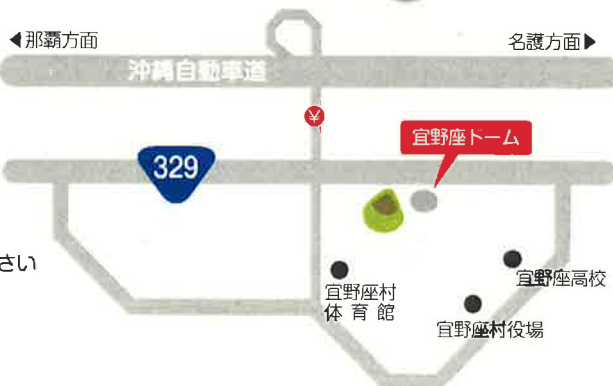 ◀那覇方面
名護方面▶
沖縄自動車道
¥
宜野座ドーム
329
さい
宜野座村
体育館
宜野座高校
宜野座村役場